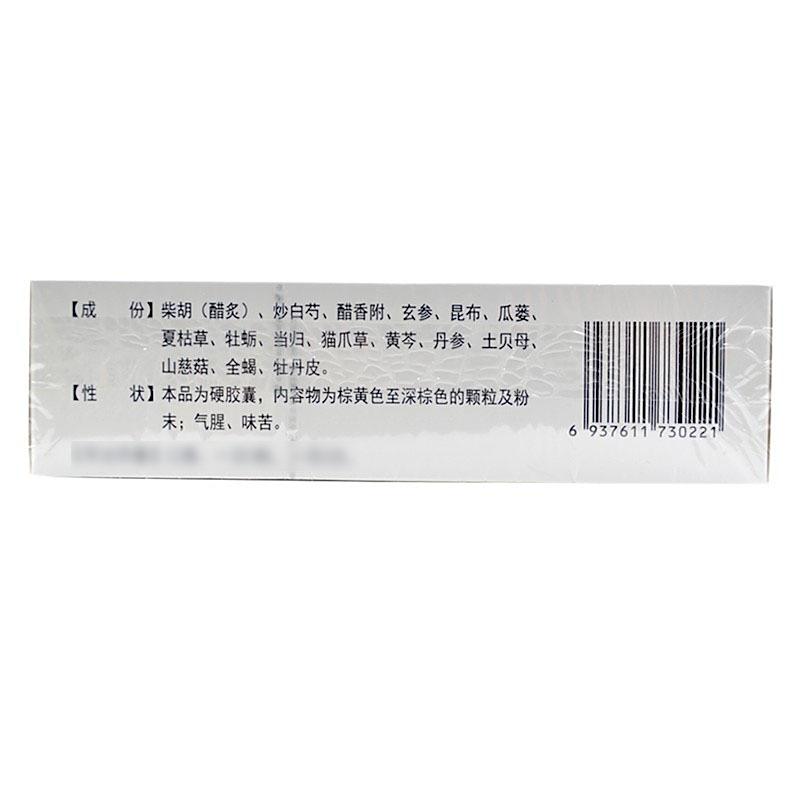 【成　份】柴胡（醋炙）、炒白芍、醋香附、玄参、昆布、瓜蒌、
夏枯草、牡蛎、当归、猫爪草、黄芩、丹参、土贝母、
山慈菇、全蝎、牡丹皮。
【性　状】本品为硬胶囊，内容物为棕黄色至深棕色的颗粒及粉
末；气腥、味苦。
6 937611 730221